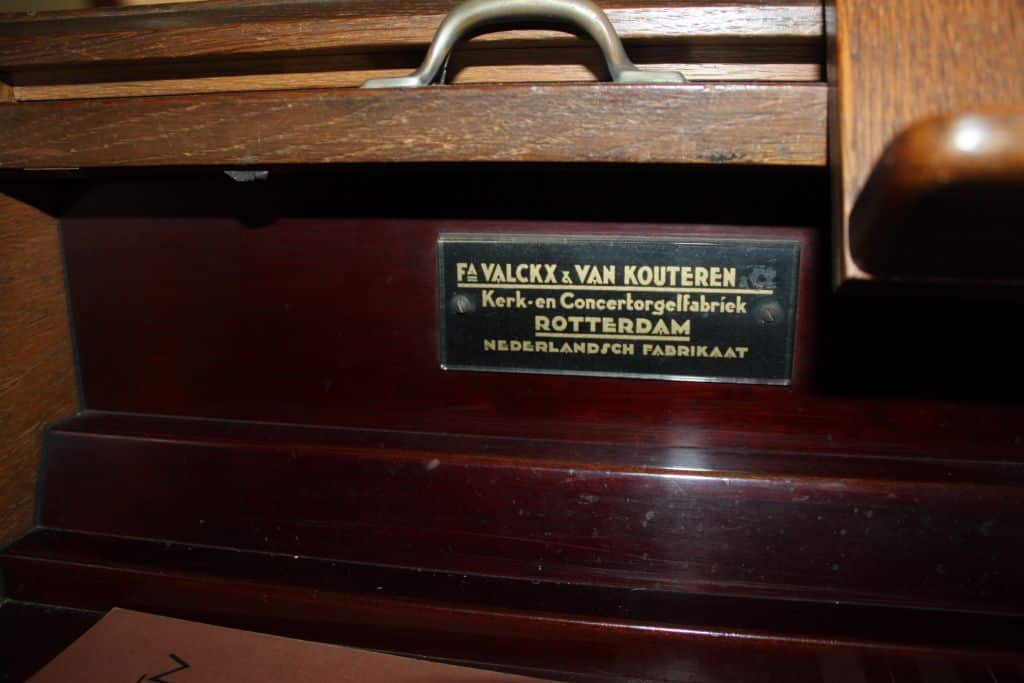 FA VALCKX & VAN KOUTEREN & Co
Kerk-en Concertorgelfabriek
ROTTERDAM
NEDERLANDSCH FABRIKAAT